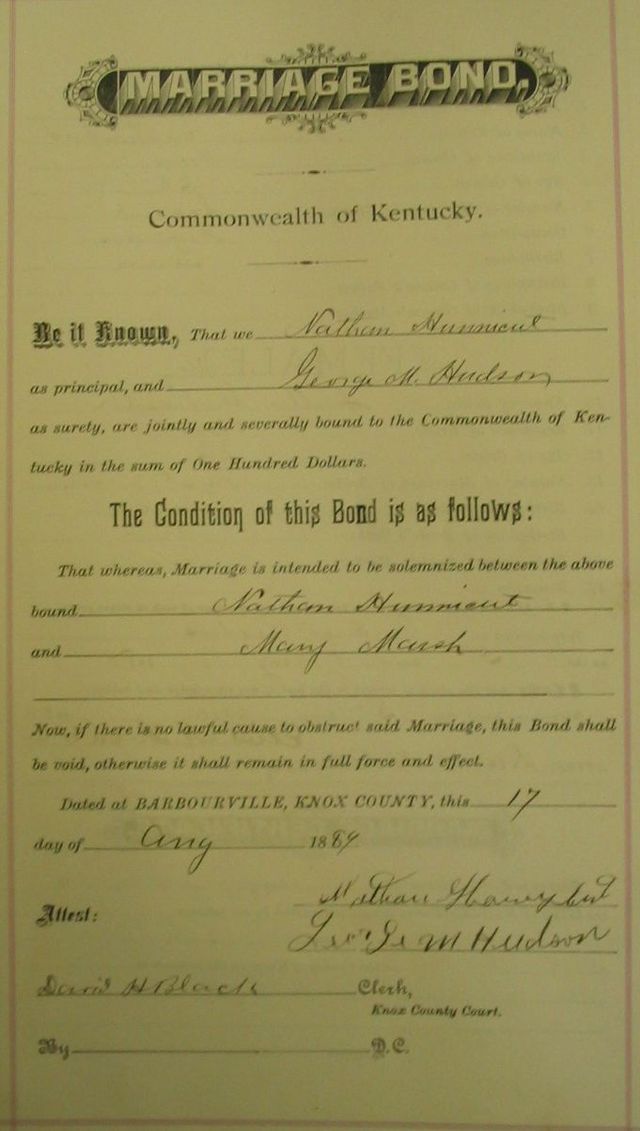 MARRIAGE BOND,
Commonwealth of Kentucky.
Be it Known, That we Nathan Hunnicut
as principal, and George M. Hudson
as surety, are jointly and severally bound to the Commonwealth of Ken-
tucky in the sum of One Hundred Dollars.
The Condition of this Bond is as follows:
That whereas, Marriage is intended to be solemnized between the above
bound Nathan Hunnicut
and Mary Marsh
Now, if there is no lawful cause to obstruct said Marriage, this Bond shall
be void, otherwise it shall remain in full force and effect.
Dated at BARBOURVILLE, KNOX COUNTY, this 17
day of Aug 1889
Nathan
Attest:
George M Hudson
David H Black Clerk,
Knox County Court.
By D. C.